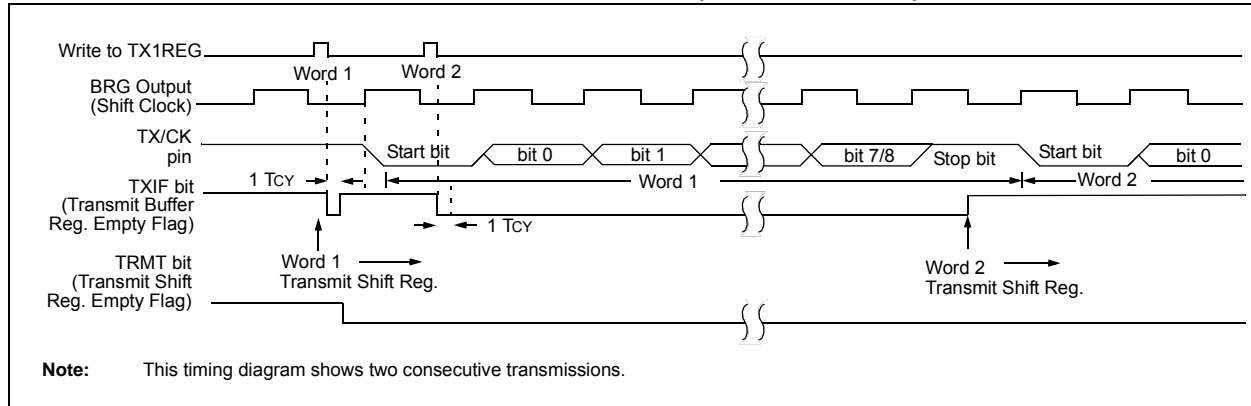 Write to TX1REG
Word 1
Word 2
BRG Output
(Shift Clock)
TX/CK
pin
Start bit
bit 0
bit 1
bit 7/8
Stop bit
Start bit
bit 0
1 TCY
Word 1
Word 2
TXIF bit
(Transmit Buffer
Reg. Empty Flag)
1 TCY
Word 1
Transmit Shift Reg.
Word 2
Transmit Shift Reg.
TRMT bit
(Transmit Shift
Reg. Empty Flag)
Note: This timing diagram shows two consecutive transmissions.